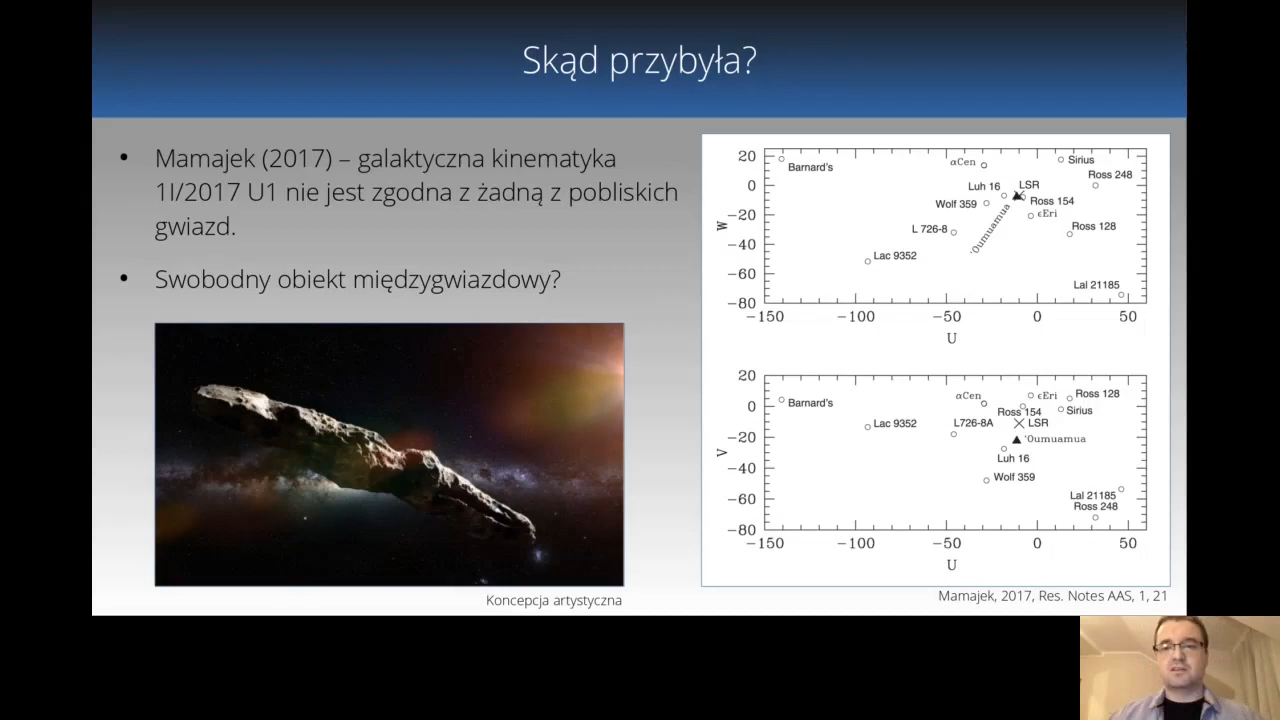 Skąd przybyła?
• Mamajek (2017) – galaktyczna kinematyka
1I/2017 U1 nie jest zgodna z żadną z pobliskich
gwiazd.
• Swobodny obiekt międzygwiazdowy?
Koncepcja artystyczna
20
0
−20
−40
−60
−80
W
Barnard's
αCen
Sirius
Ross 248
Luh 16
LSR
Wolf 359
Ross 154
ϵEri
L 726-8
'Oumuamua
Ross 128
Lac 9352
Lal 21185
−150 −100 −50 0 50
U
20
0
−20
−40
−60
−80
V
Barnard's
αCen
ϵEri
Ross 128
Ross 154
Sirius
Lac 9352
L726-8A
LSR
'Oumuamua
Luh 16
Wolf 359
Lal 21185
Ross 248
−150 −100 −50 0 50
U
Mamajek, 2017, Res. Notes AAS, 1, 21